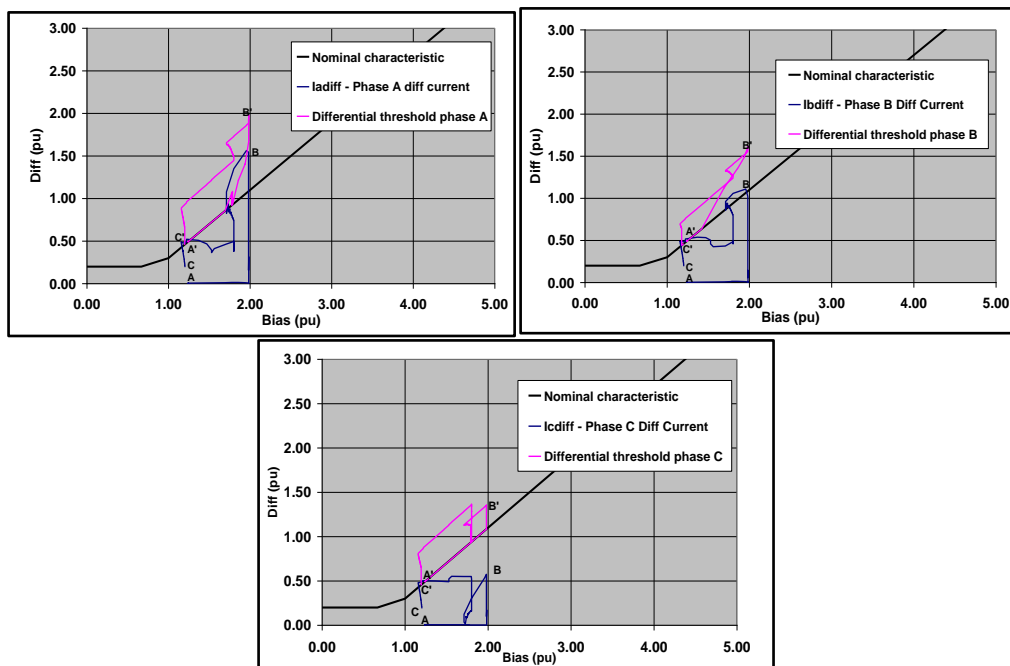 3.00
2.50
2.00
1.50
1.00
0.50
0.00
Diff (pu)
Nominal characteristic
Iadiff - Phase A diff current
Differential threshold phase A
B'
B
C'
A'
C
A
0.00 1.00 2.00 3.00 4.00 5.00
Bias (pu)
3.00
2.50
2.00
1.50
1.00
0.50
0.00
Diff (pu)
Nominal characteristic
Ibdiff - Phase B Diff Current
Differential threshold phase B
B'
B
A'
C'
C
A
0.00 1.00 2.00 3.00 4.00 5.00
Bias (pu)
3.00
2.50
2.00
1.50
1.00
0.50
0.00
Diff (pu)
Nominal characteristic
Icdiff - Phase C Diff Current
Differential threshold phase C
B'
B
A'
C'
C
A
0.00 1.00 2.00 3.00 4.00 5.00
Bias (pu)